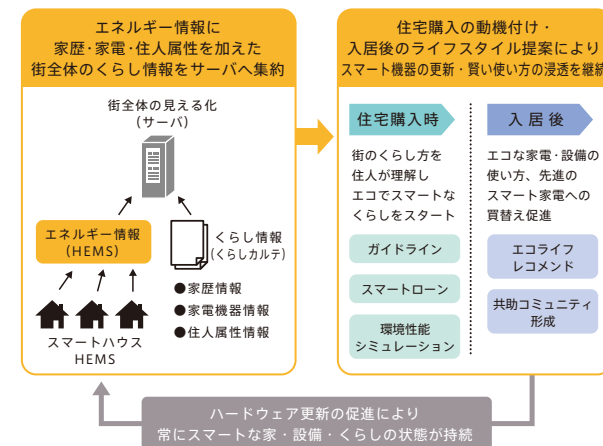 エネルギー情報に
家歴・家電・住人属性を加えた
街全体のくらし情報をサーバへ集約
街全体の見える化
(サーバ)
エネルギー情報
(HEMS)
くらし情報
(くらしカルテ)
●家歴情報
●家電機器情報
●住人属性情報
スマートハウス
HEMS
住宅購入の動機付け・
入居後のライフスタイル提案により
スマート機器の更新・賢い使い方の浸透を継続
住宅購入時
街のくらし方を
住人が理解し
エコでスマートな
くらしをスタート
ガイドライン
スマートローン
環境性能
シミュレーション
入居後
エコな家電・設備の
使い方、先進の
スマート家電への
買替え促進
エコライフ
レコメンド
共助コミュニティ
形成
ハードウェア更新の促進により
常にスマートな家・設備・くらしの状態が持続